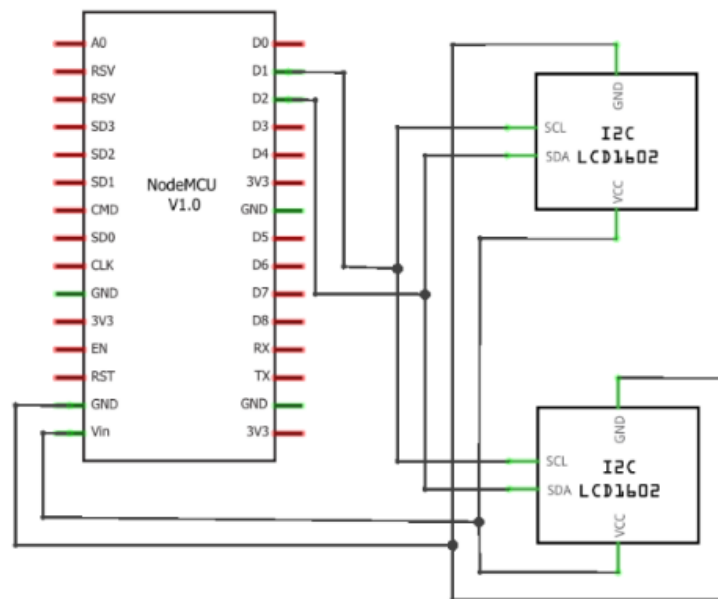 A0
RSV
RSV
SD3
SD2
SD1
CMD
SD0
CLK
GND
3V3
EN
RST
GND
Vin
NodeMCU
V1.0
D0
D1
D2
D3
D4
3V3
GND
D5
D6
D7
D8
RX
TX
GND
3V3
GND
SCL
SDA
I2C
LCD1602
VCC
GND
SCL
SDA
I2C
LCD1602
VCC